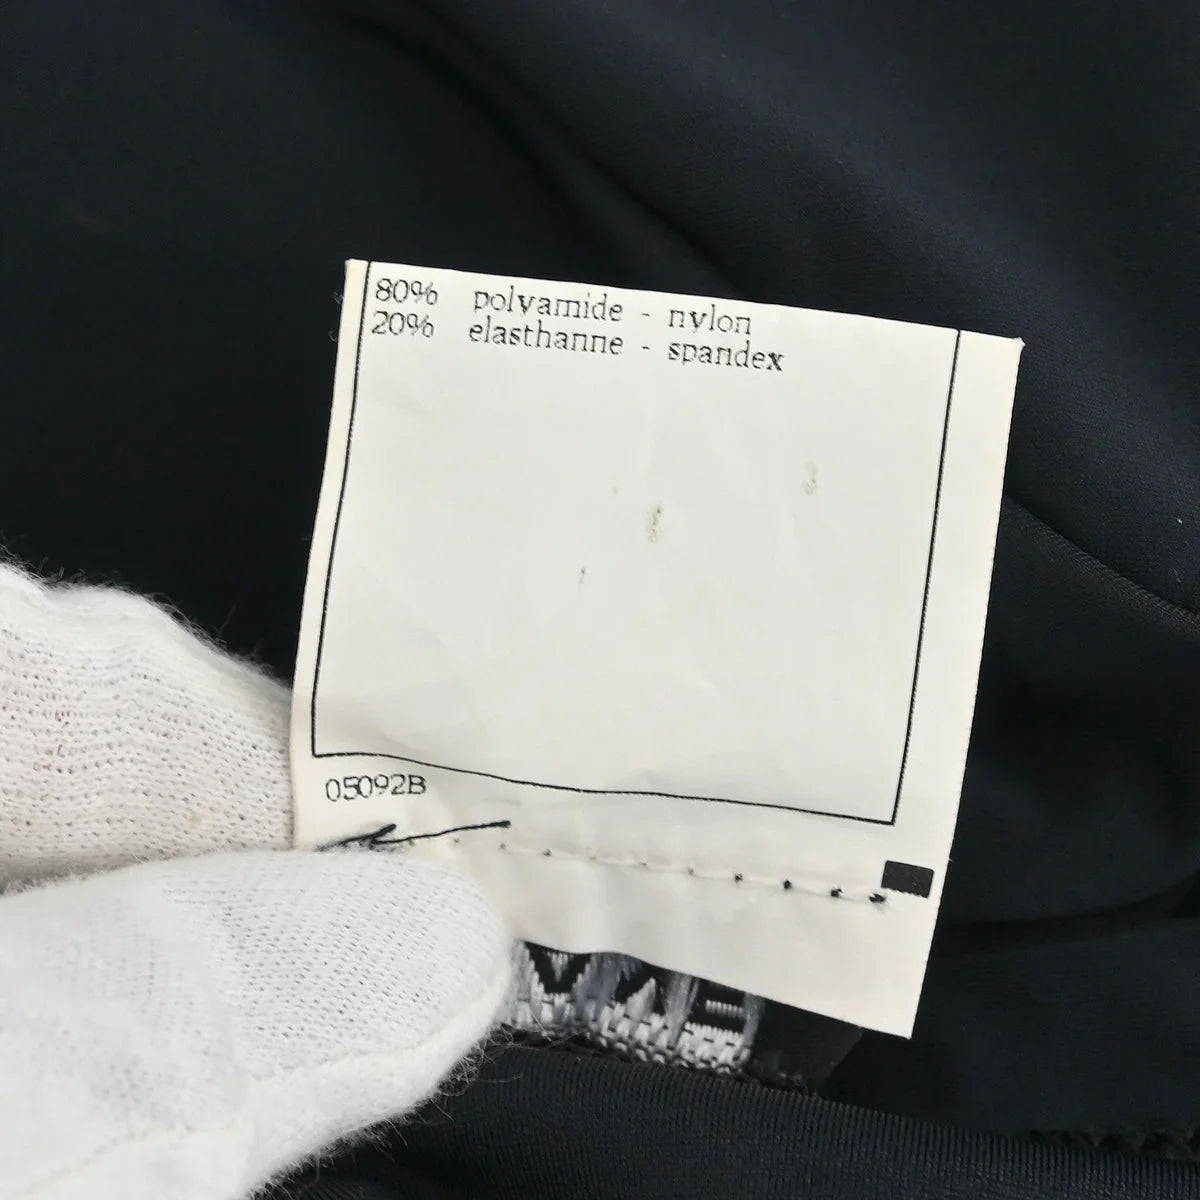 80% polyamide - nylon
20% elasthanne - spandex
05092B